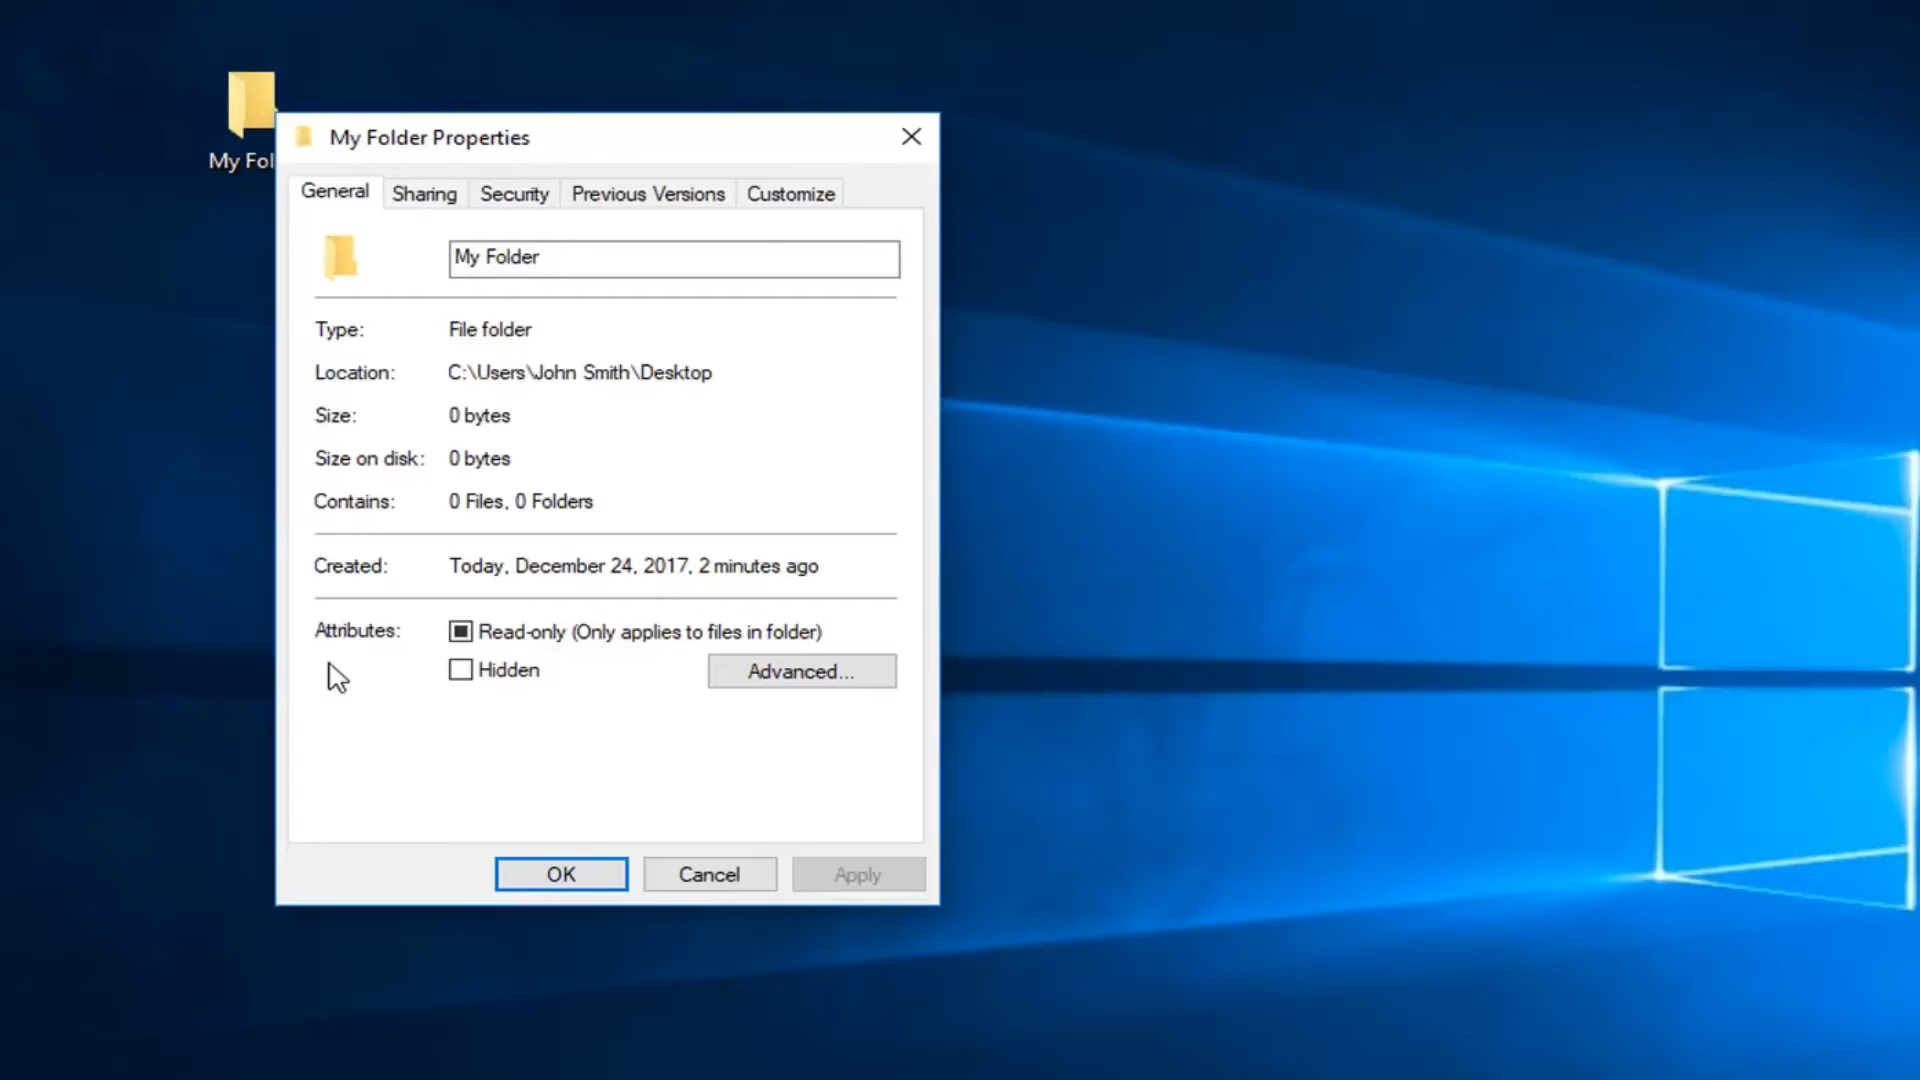 My Fol
My Folder Properties
General Sharing Security Previous Versions Customize
My Folder
Type: File folder
Location: C:\Users\John Smith\Desktop
Size: 0 bytes
Size on disk: 0 bytes
Contains: 0 Files, 0 Folders
Created: Today, December 24, 2017, 2 minutes ago
Attributes: Read-only (Only applies to files in folder)
Hidden Advanced...
OK Cancel Apply